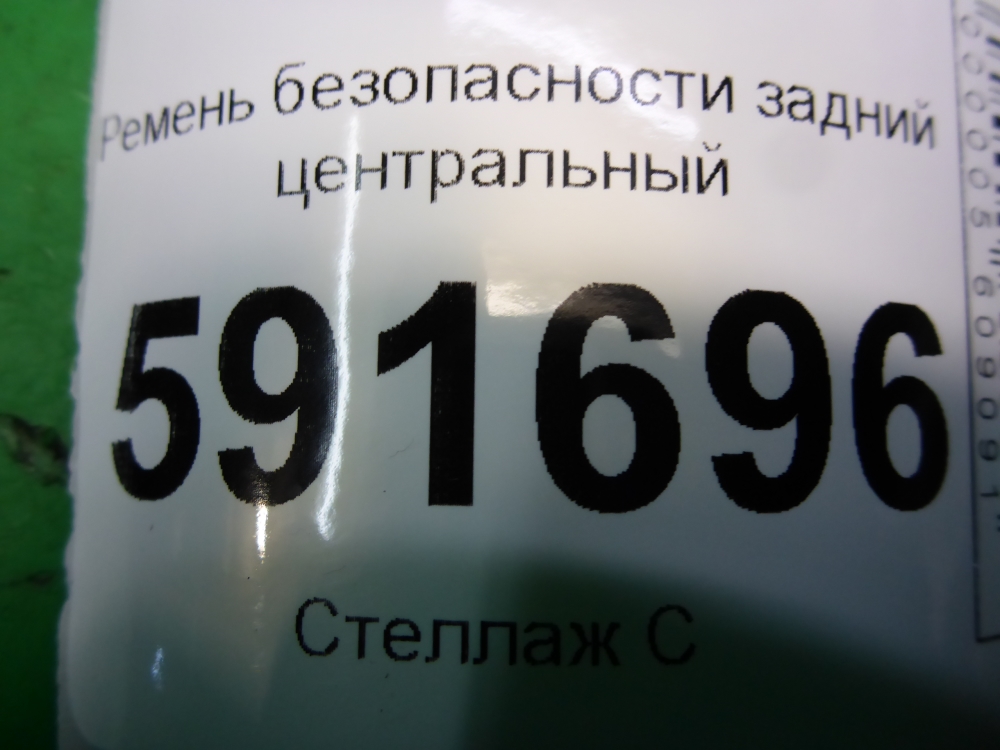 Ремень безопасности задний
центральный
591696
Стеллаж С